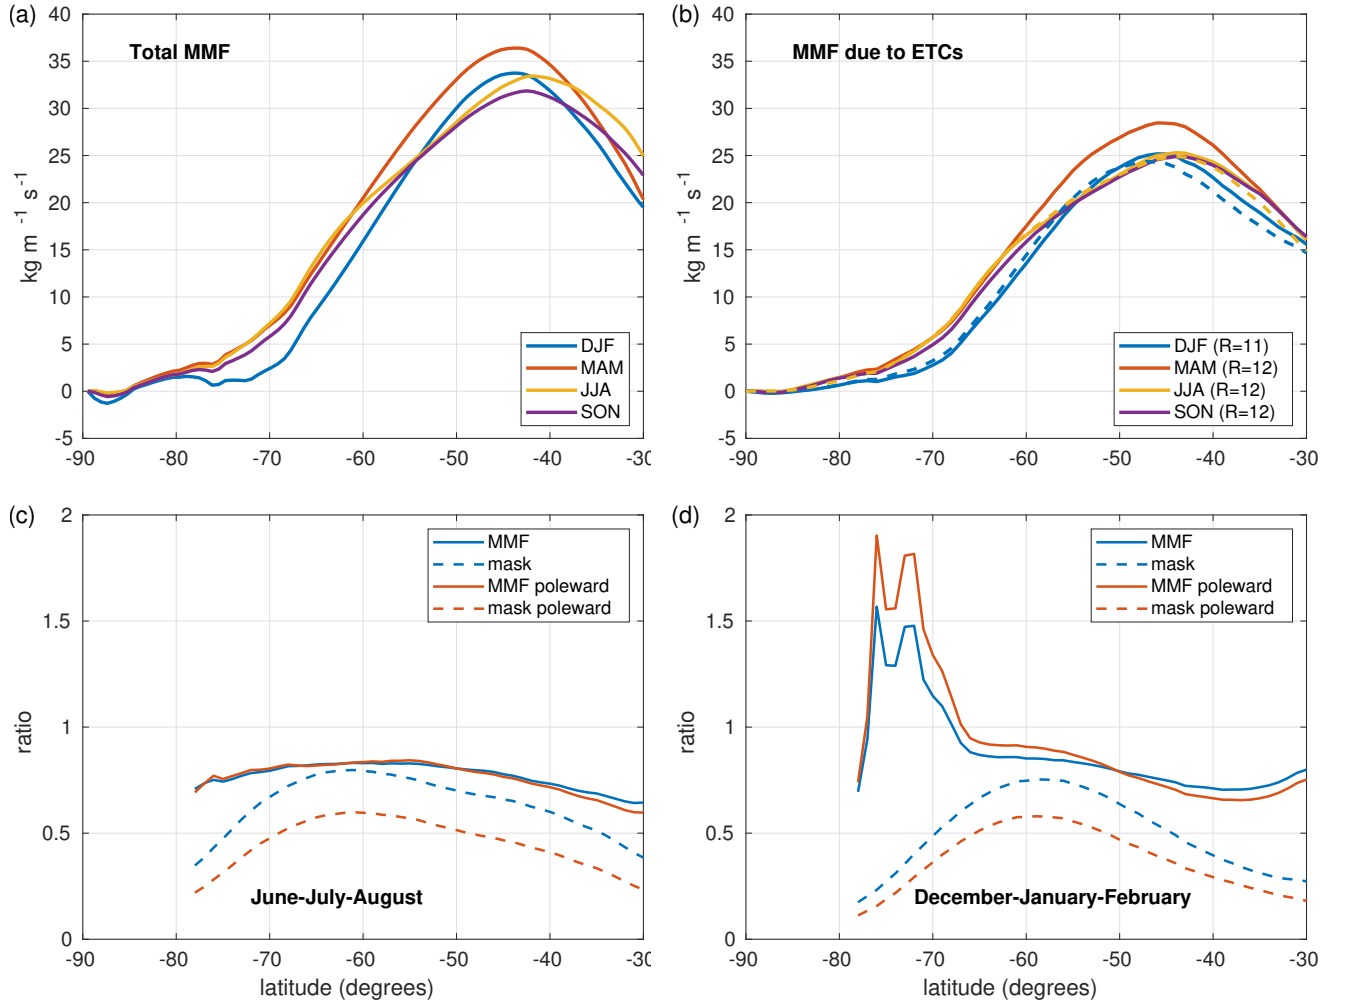 (a)
Total MMF
40
35
30
25
20
15
10
5
0
-5
kg m -1 s-1
DJF
MAM
JJA
SON
-90 -80 -70 -60 -50 -40 -30
(b)
MMF due to ETCs
40
35
30
25
20
15
10
5
0
-5
kg m -1 s-1
DJF (R=11)
MAM (R=12)
JJA (R=12)
SON (R=12)
-90 -80 -70 -60 -50 -40 -30
(c)
2
1.5
1
0.5
0
ratio
MMF
mask
MMF poleward
mask poleward
June-July-August
-90 -80 -70 -60 -50 -40 -30
latitude (degrees)
(d)
2
1.5
1
0.5
0
ratio
MMF
mask
MMF poleward
mask poleward
December-January-February
-90 -80 -70 -60 -50 -40 -30
latitude (degrees)